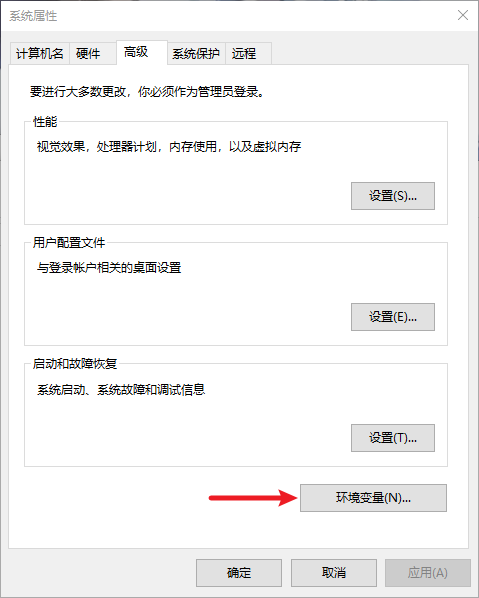 系统属性
计算机名 硬件 高级 系统保护 远程
要进行大多数更改，你必须作为管理员登录。
性能
视觉效果，处理器计划，内存使用，以及虚拟内存
设置(S)...
用户配置文件
与登录帐户相关的桌面设置
设置(E)...
启动和故障恢复
系统启动、系统故障和调试信息
设置(T)...
环境变量(N)...
确定 取消 应用(A)